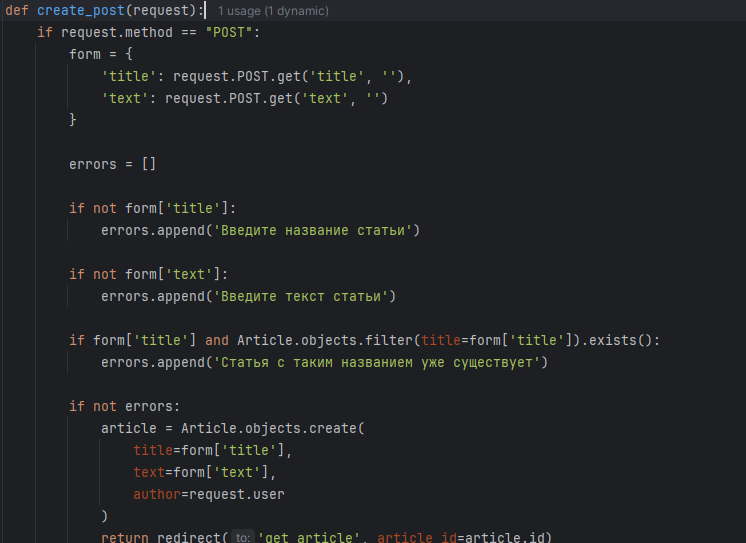 def create_post(request): 1 usage (1 dynamic)
if request.method == "POST":
form = {
'title': request.POST.get('title', ''),
'text': request.POST.get('text', '')
}
errors = []
if not form['title']:
errors.append('Введите название статьи')
if not form['text']:
errors.append('Введите текст статьи')
if form['title'] and Article.objects.filter(title=form['title']).exists():
errors.append('Статья с таким названием уже существует')
if not errors:
article = Article.objects.create(
title=form['title'],
text=form['text'],
author=request.user
)
return redirect( to: 'get_article', article_id=article.id)